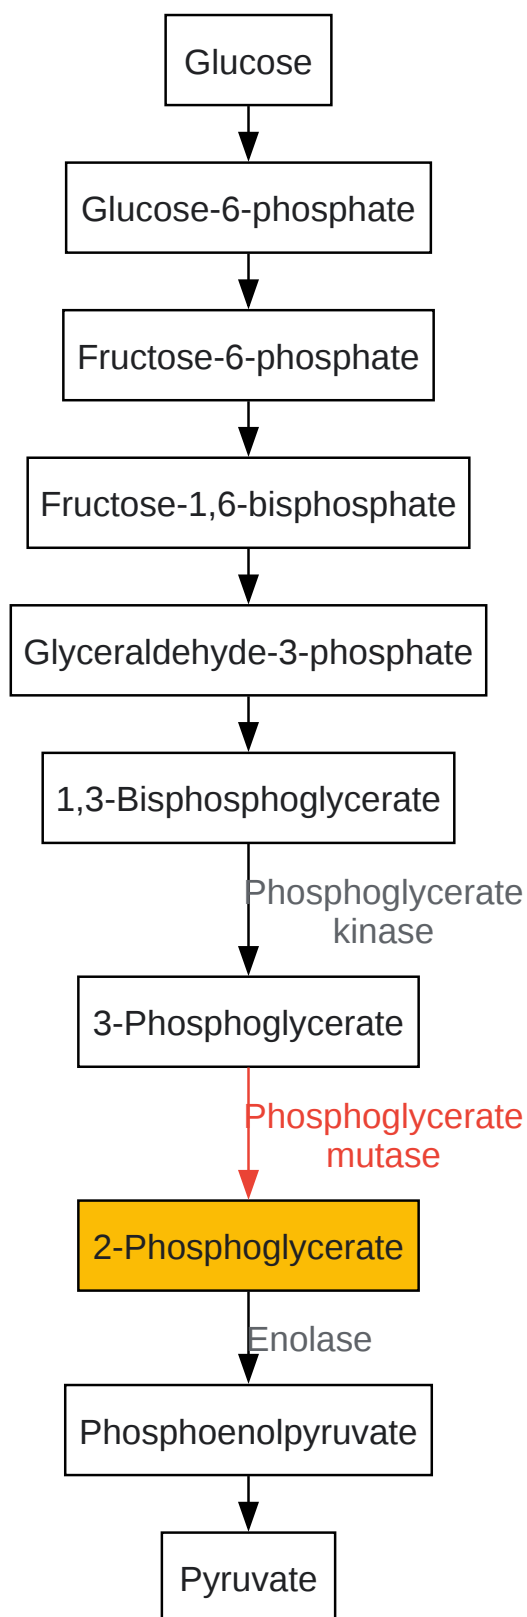 Glucose
Glucose-6-phosphate
Fructose-6-phosphate
Fructose-1,6-bisphosphate
Glyceraldehyde-3-phosphate
1,3-Bisphosphoglycerate
Phosphoglycerate
kinase
3-Phosphoglycerate
Phosphoglycerate
mutase
2-Phosphoglycerate
Enolase
Phosphoenolpyruvate
Pyruvate